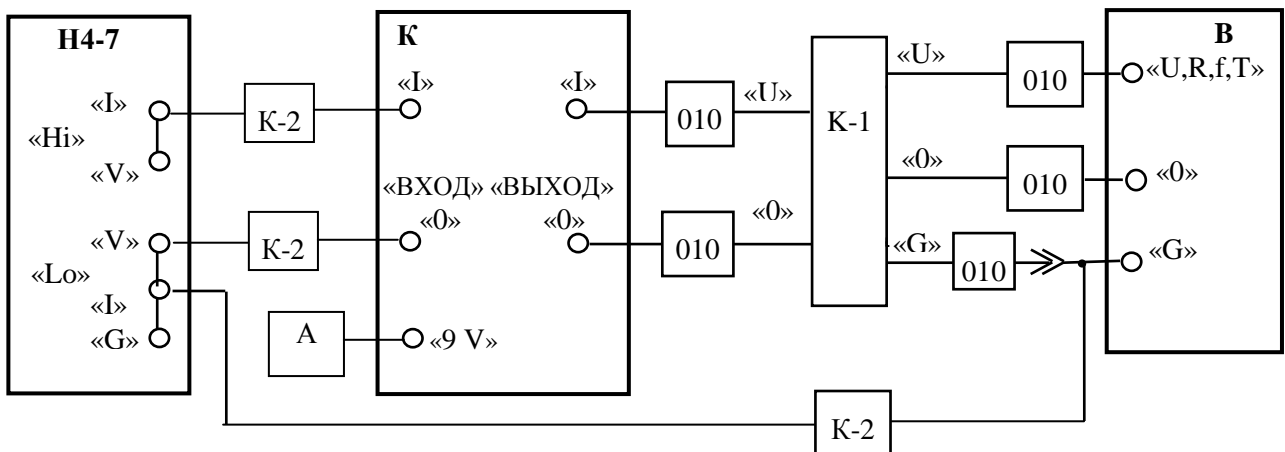 Н4-7
«I»
«Hi»
«V»
«V»
«Lo»
«I»
«G»
К-2
К-2
А
К
«I»
«I»
«ВХОД» «ВЫХОД»
«0»
«0»
«9 V»
010
«U»
010
«0»
К-1
«U»
010
«0»
010
«G»
010
К-2
В
«U,R,f,T»
«0»
«G»